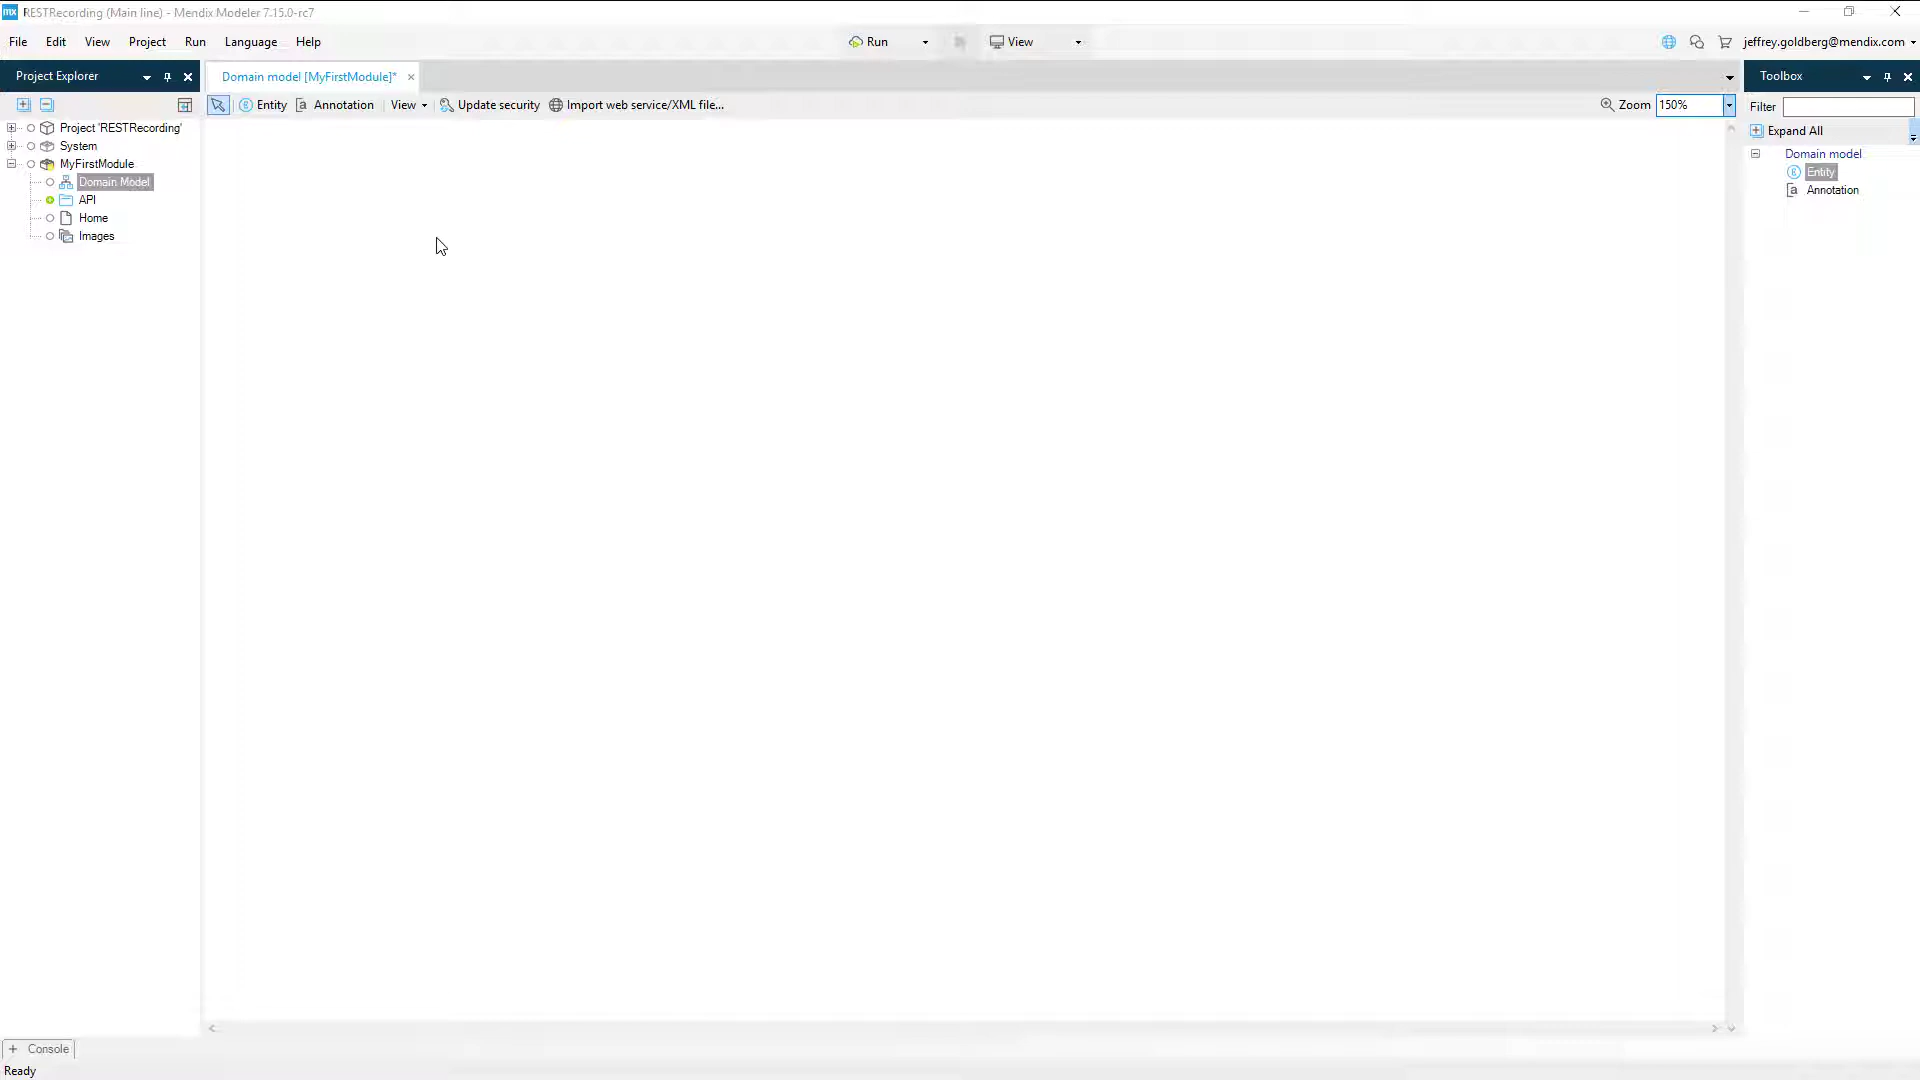 mx RESTRecording (Main line) - Mendix Modeler 7.15.0-rc7
File Edit View Project Run Language Help Run View jeffrey.goldberg@mendix.com
Project Explorer Domain model [MyFirstModule]* Toolbox
Entity Annotation View Update security Import web service/XML file... Zoom 150% Filter
Project 'RESTRecording' Expand All
System Domain model
MyFirstModule Entity
Domain Model Annotation
API
Home
Images
Console
Ready